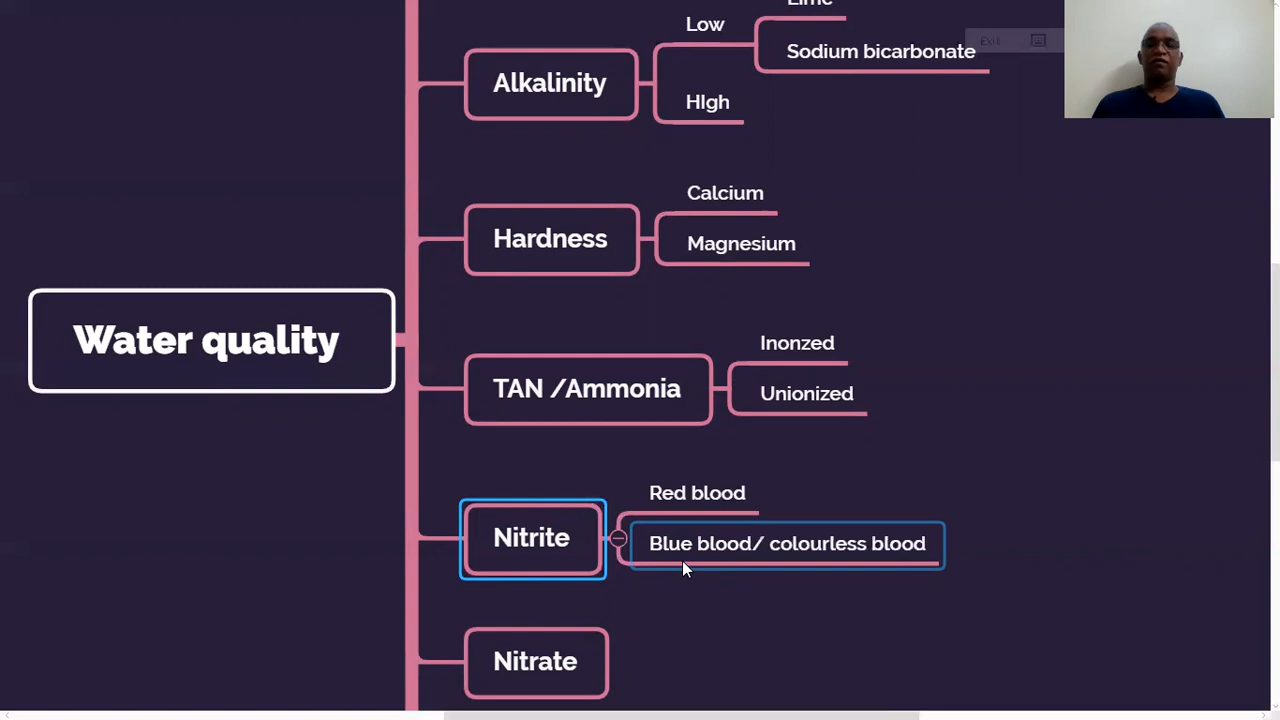 Low
Sodium bicarbonate
Exit
Alkalinity
HIgh
Calcium
Hardness
Magnesium
Water quality
Inonzed
TAN /Ammonia
Unionized
Red blood
Nitrite
Blue blood/ colourless blood
Nitrate